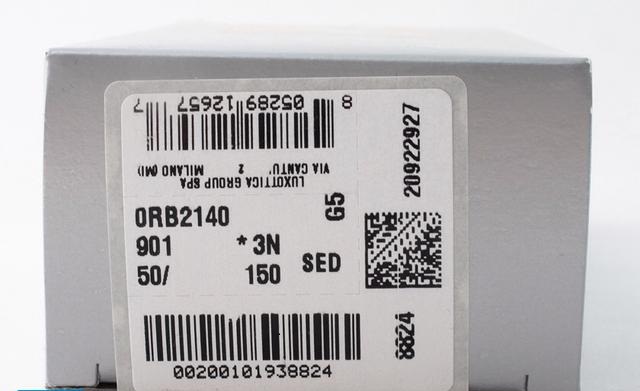 8 05289 12657 7
LUXOTTICA GROUP SPA
VIA CANTU' 2 MILANO (MI)
20922927
G5
0RB2140
901 * 3N
50/ 150 SED
8824
00200101938824